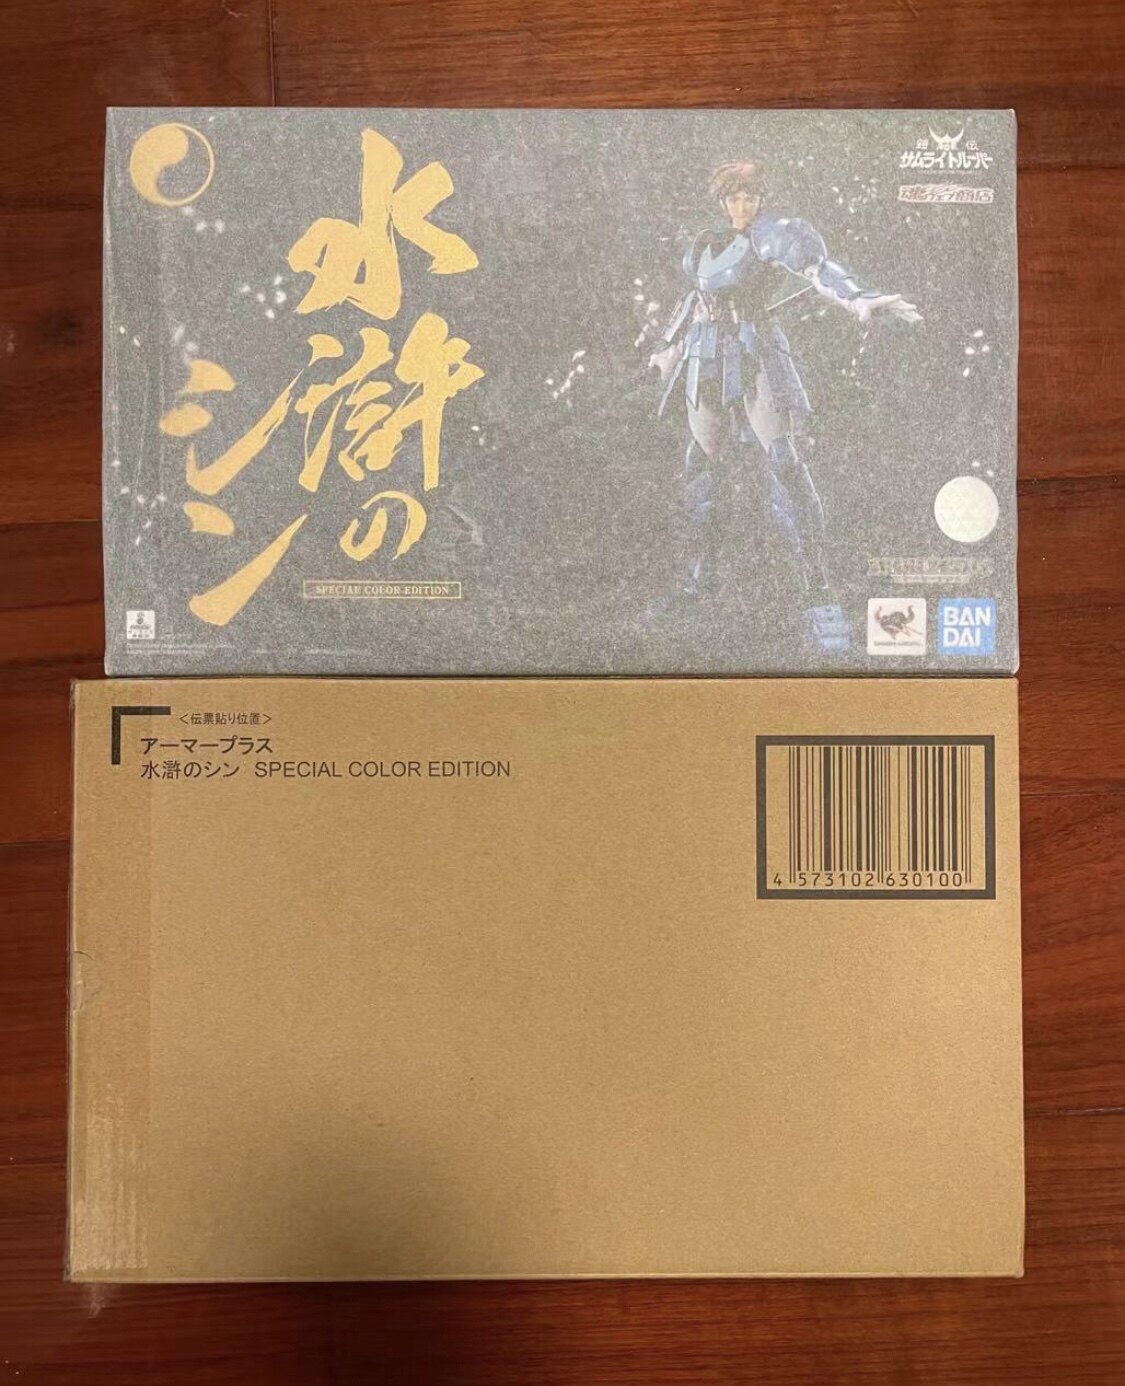 水滸の
シン
SPECIAL COLOR EDITION
鎧伝
サムライトルーパー
魂ウェブ商店
BAN
DAI
<伝票貼り位置>
アーマープラス
水滸のシン SPECIAL COLOR EDITION
4 573102 630100